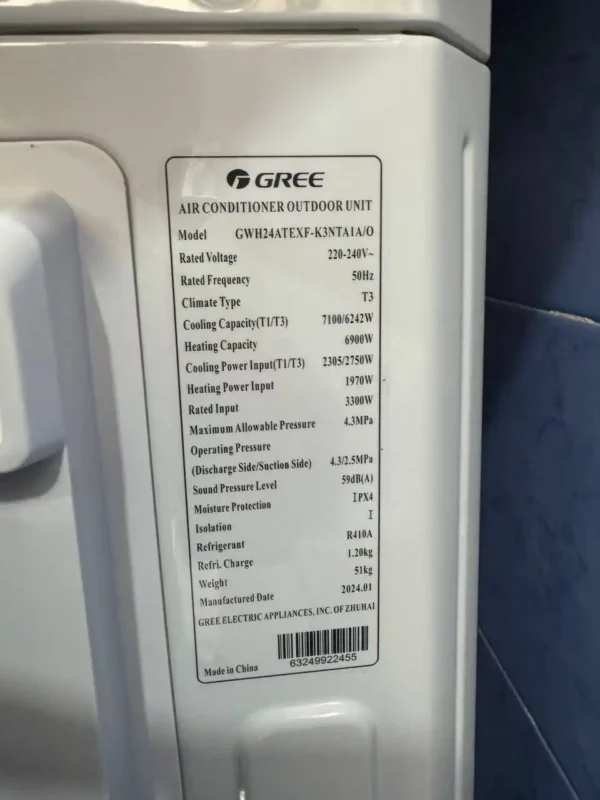 GREE
AIR CONDITIONER OUTDOOR UNIT
Model GWH24ATEXF-K3NTA1A/O
Rated Voltage 220-240V~
Rated Frequency 50Hz
Climate Type T3
Cooling Capacity(T1/T3) 7100/6242W
Heating Capacity 6900W
Cooling Power Input(T1/T3) 2305/2750W
Heating Power Input 1970W
Rated Input 3300W
Maximum Allowable Pressure 4.3MPa
Operating Pressure
(Discharge Side/Suction Side) 4.3/2.5MPa
Sound Pressure Level 59dB(A)
Moisture Protection IPX4
Isolation I
Refrigerant R410A
Refri. Charge 1.20kg
Weight 51kg
Manufactured Date 2024.01
GREE ELECTRIC APPLIANCES, INC. OF ZHUHAI
Made in China
63249922455